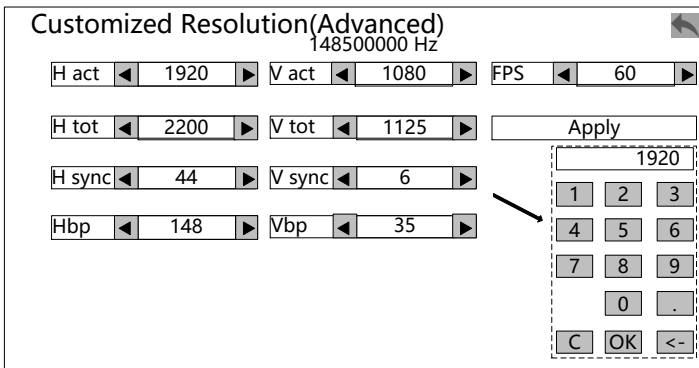 Customized Resolution(Advanced)
148500000 Hz
H act 1920 V act 1080 FPS 60
H tot 2200 V tot 1125 Apply
1920
H sync 44 V sync 6
1 2 3
Hbp 148 Vbp 35
4 5 6
7 8 9
0 .
C OK <-